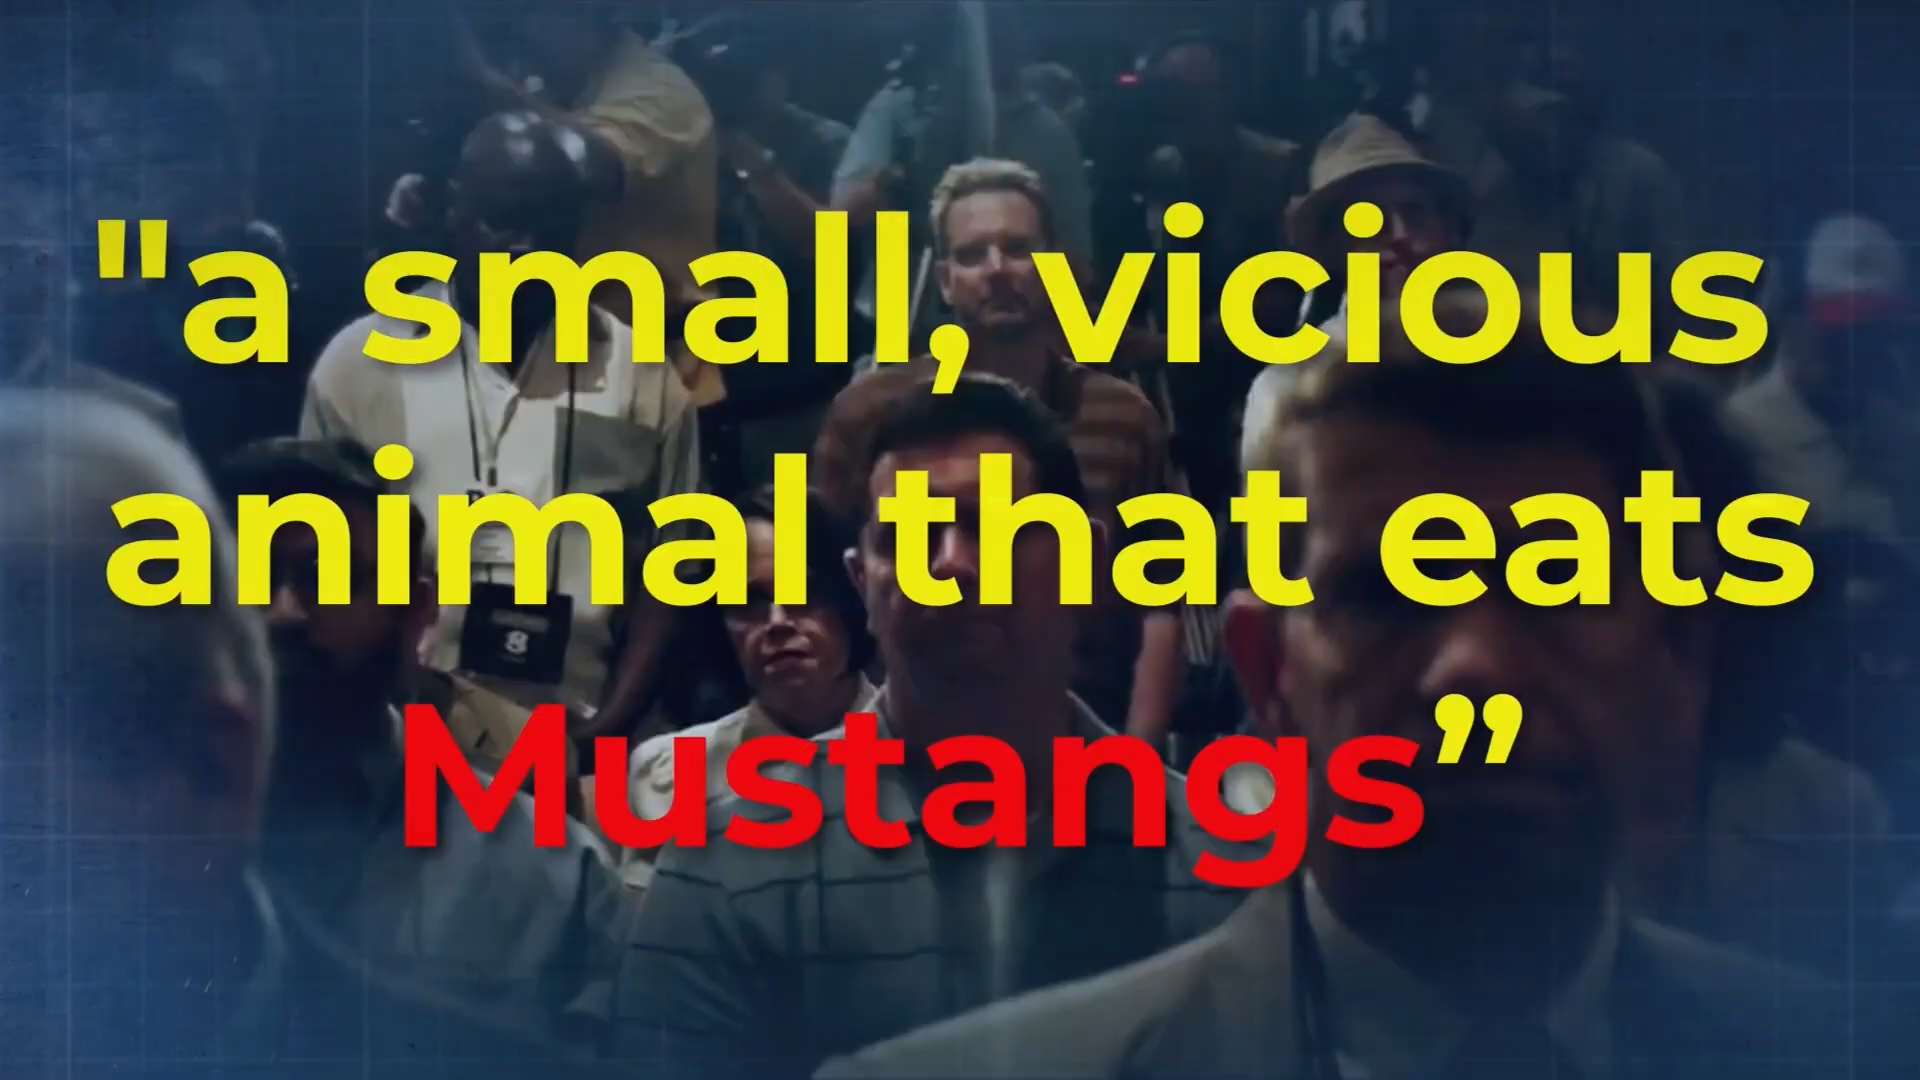 "a small, vicious
animal that eats
Mustangs”